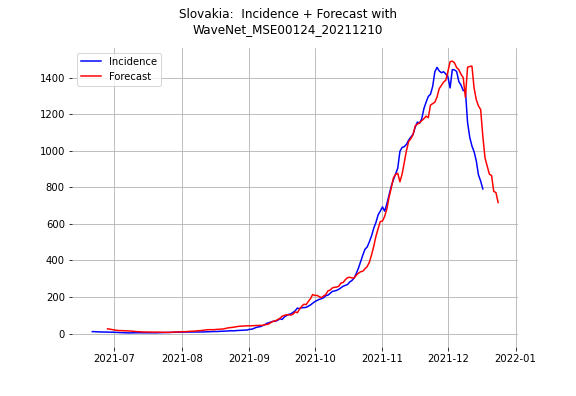 Slovakia:  Incidence + Forecast with
WaveNet_MSE00124_20211210
Incidence
Forecast
1400
1200
1000
800
600
400
200
0
2021-07 2021-08 2021-09 2021-10 2021-11 2021-12 2022-01